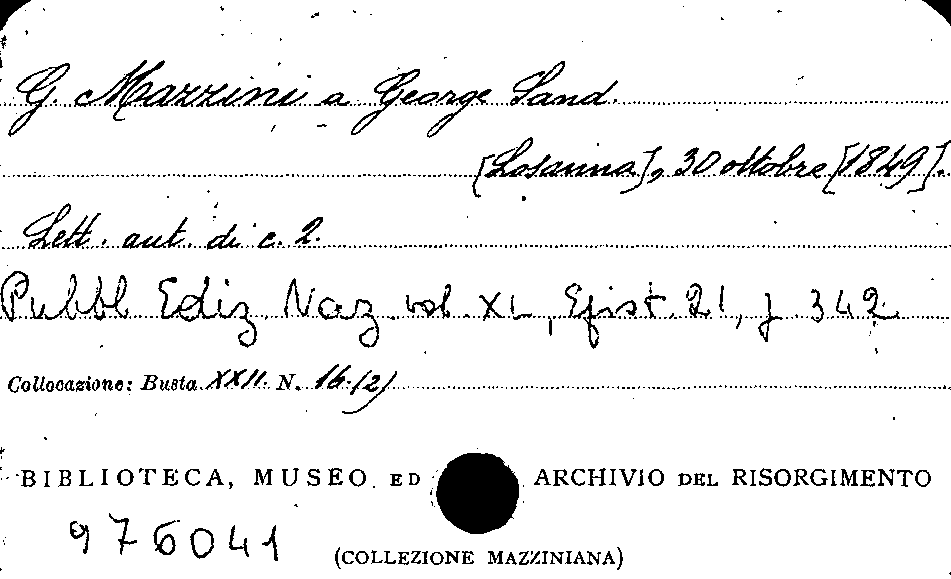 G. Mazzini a George Sand.
[Losanna], 30 ottobre [1849].
Lett. aut. di c. 2.
Pubbl Ediz Naz vol. XL, Epist. 21, p. 342
Collocazione: Busta XXII N. 16 (2)
BIBLIOTECA, MUSEO ED ARCHIVIO DEL RISORGIMENTO
976041
(COLLEZIONE MAZZINIANA)